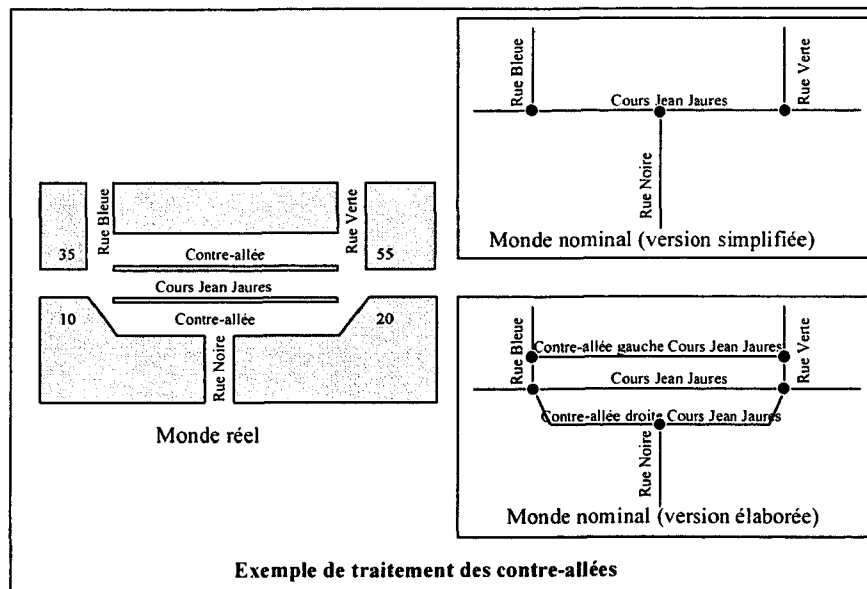 Rue Bleue
Rue Verte
35
Contre-allée
55
Cours Jean Jaures
10
Contre-allée
20
Rue Noire
Monde réel
Rue Bleue
Rue Verte
Cours Jean Jaures
Rue Noire
Monde nominal (version simplifiée)
Rue Bleue
Rue Verte
Contre-allée gauche Cours Jean Jaures
Cours Jean Jaures
Contre-allée droite Cours Jean Jaures
Rue Noire
Monde nominal (version élaborée)
Exemple de traitement des contre-allées